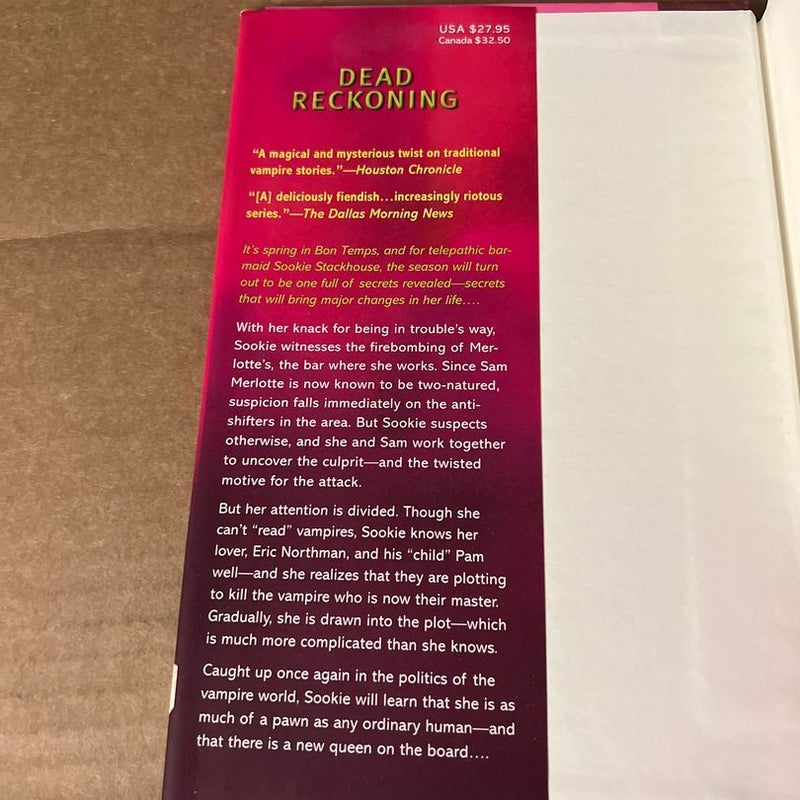 USA $27.95
Canada $32.50
DEAD
RECKONING
“A magical and mysterious twist on traditional
vampire stories.”—Houston Chronicle
“[A] deliciously fiendish…increasingly riotous
series.”—The Dallas Morning News
It’s spring in Bon Temps, and for telepathic bar-
maid Sookie Stackhouse, the season will turn
out to be one full of secrets revealed—secrets
that will bring major changes in her life….
With her knack for being in trouble’s way,
Sookie witnesses the firebombing of Mer-
lotte’s, the bar where she works. Since Sam
Merlotte is now known to be two-natured,
suspicion falls immediately on the anti-
shifters in the area. But Sookie suspects
otherwise, and she and Sam work together
to uncover the culprit—and the twisted
motive for the attack.
But her attention is divided. Though she
can’t “read” vampires, Sookie knows her
lover, Eric Northman, and his “child” Pam
well—and she realizes that they are plotting
to kill the vampire who is now their master.
Gradually, she is drawn into the plot—which
is much more complicated than she knows.
Caught up once again in the politics of the
vampire world, Sookie will learn that she is as
much of a pawn as any ordinary human—and
that there is a new queen on the board….